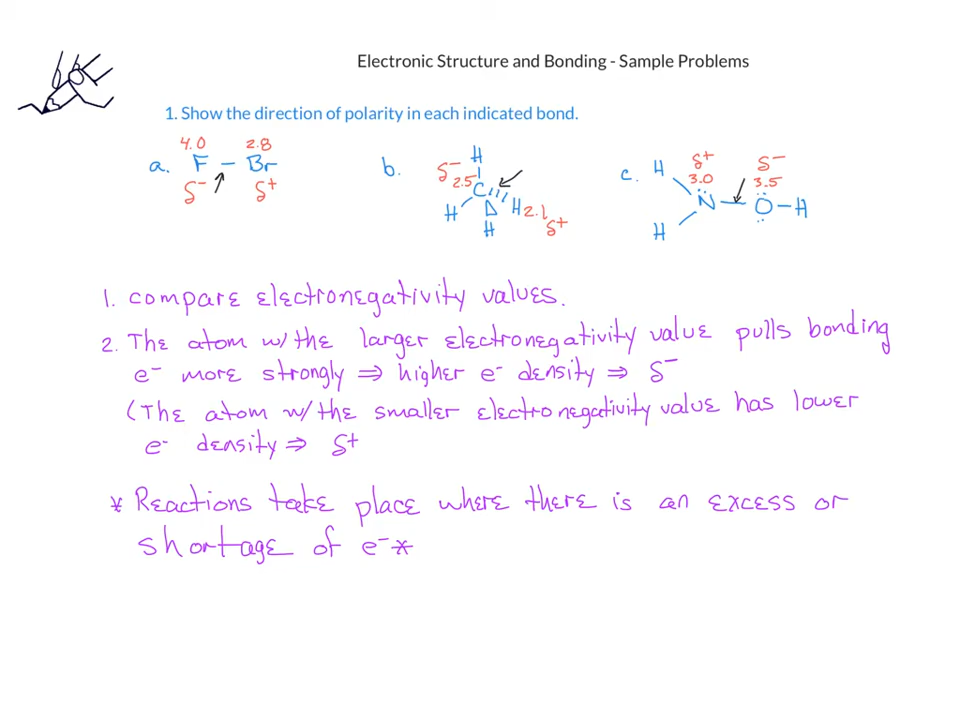 Electronic Structure and Bonding - Sample Problems
1. Show the direction of polarity in each indicated bond.
a. 4.0 2.8
F – Br
δ⁻ δ⁺
b. H
δ⁻ 2.5 C
H H H 2.1 δ⁺
c. H δ⁺ δ⁻
3.0 3.5
N – O – H
H
1. compare electronegativity values.
2. The atom w/ the larger electronegativity value pulls bonding
e⁻ more strongly ⇒ higher e⁻ density ⇒ δ⁻
(The atom w/ the smaller electronegativity value has lower
e⁻ density ⇒ δ+
* Reactions take place where there is an excess or
shortage of e⁻*